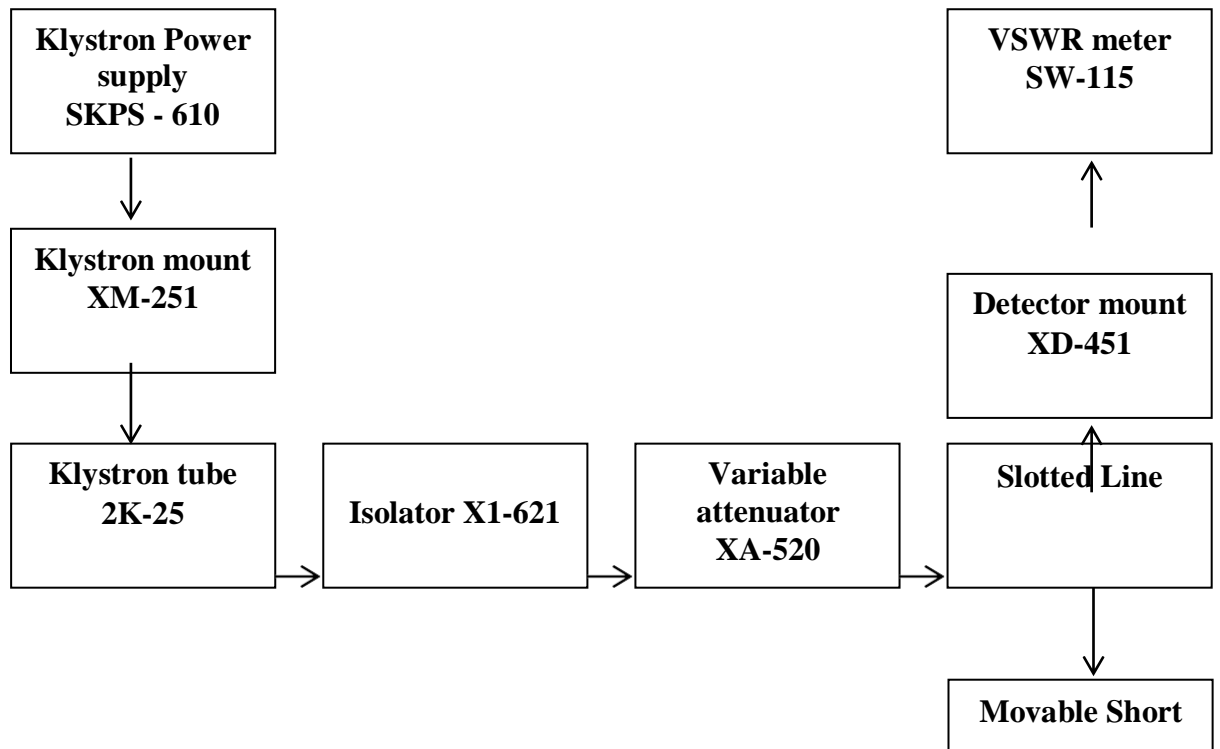 Klystron Power
supply
SKPS - 610
VSWR meter
SW-115
Klystron mount
XM-251
Detector mount
XD-451
Klystron tube
2K-25
Isolator X1-621
Variable
attenuator
XA-520
Slotted Line
Movable Short